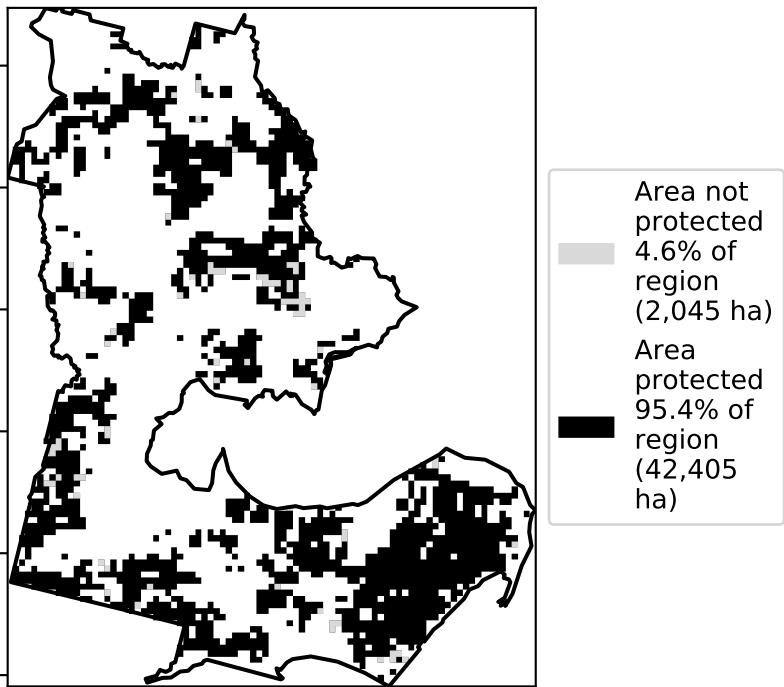 Area not
protected
4.6% of
region
(2,045 ha)
Area
protected
95.4% of
region
(42,405
ha)